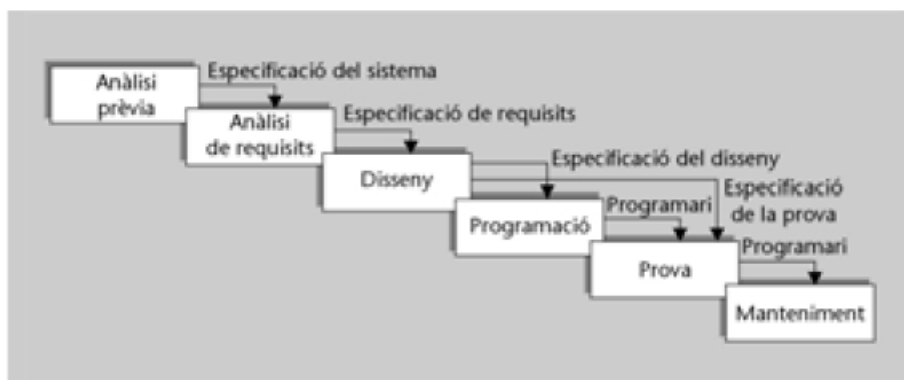 Anàlisi
prèvia
Especificació del sistema
Anàlisi
de requisits
Especificació de requisits
Disseny
Especificació del disseny
Especificació
de la prova
Programació
Programari
Prova
Programari
Manteniment